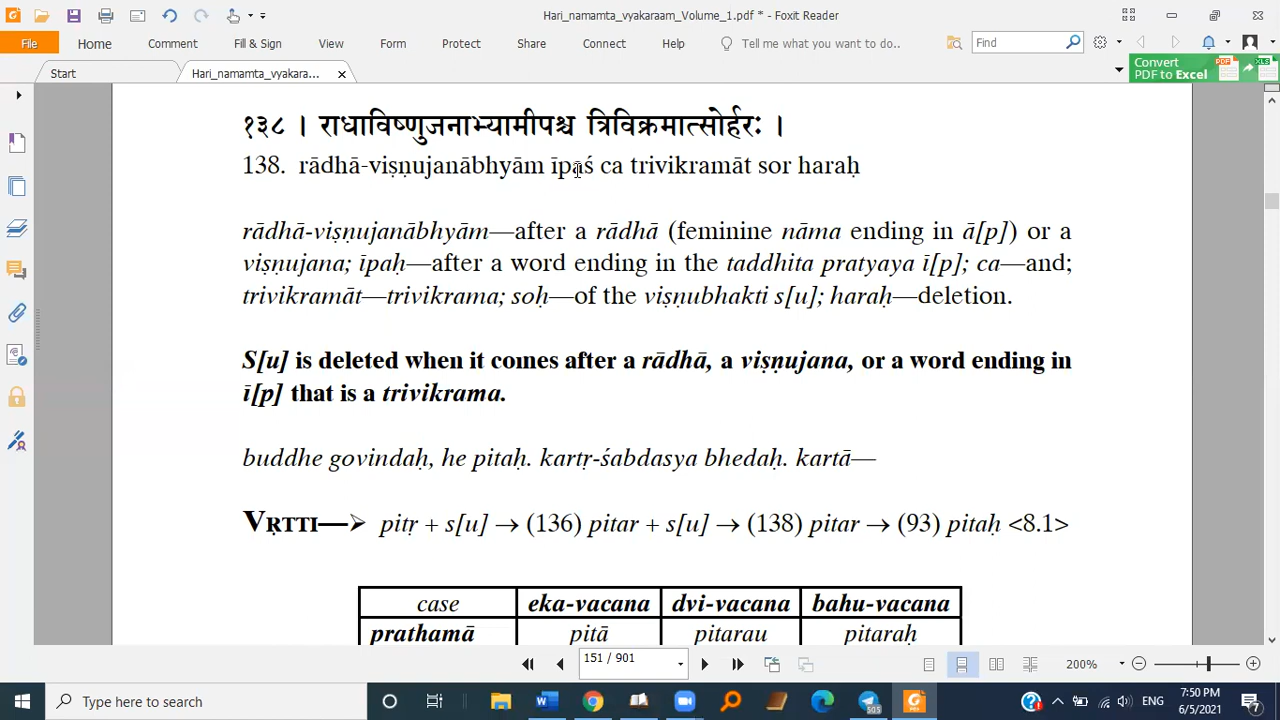 Hari_namamta_vyakaraam_Volume_1.pdf * - Foxit Reader
File Home Comment Fill & Sign View Form Protect Share Connect Help Tell me what you want to do.. Find
Start Hari_namamta_vyakara... Convert PDF to Excel
१३८ । राधाविष्णुजनाभ्यामीपश्च त्रिविक्रमात्सोर्हरः ।
138. rādhā-viṣṇujanābhyām īpaś ca trivikramāt sor haraḥ
rādhā-viṣṇujanābhyām—after a rādhā (feminine nāma ending in ā[p]) or a
viṣṇujana; īpaḥ—after a word ending in the taddhita pratyaya ī[p]; ca—and;
trivikramāt—trivikrama; soḥ—of the viṣṇubhakti s[u]; haraḥ—deletion.
S[u] is deleted when it comes after a rādhā, a viṣṇujana, or a word ending in
ī[p] that is a trivikrama.
buddhe govindaḥ, he pitaḥ. kartṛ-śabdasya bhedaḥ. kartā—
VṚTTI—➢ pitṛ + s[u] → (136) pitar + s[u] → (138) pitar → (93) pitaḥ <8.1>
case eka-vacana dvi-vacana bahu-vacana
prathamā pitā pitarau pitaraḥ
151 / 901 200%
Type here to search ENG 7:50 PM
6/5/2021